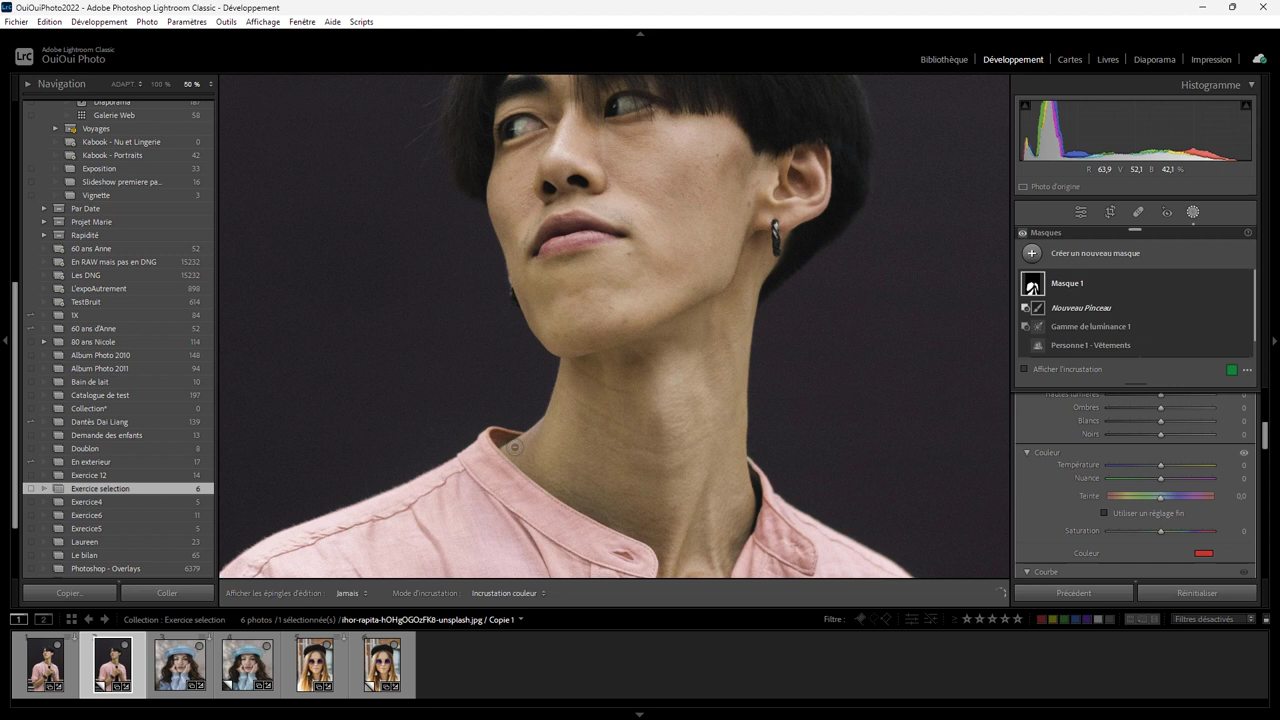 OuiOuiPhoto2022 - Adobe Photoshop Lightroom Classic - Développement
Fichier Edition Développement Photo Paramètres Outils Affichage Fenêtre Aide Scripts
Lrc
Adobe Lightroom Classic
OuiOui Photo
Bibliothèque Développement Cartes Livres Diaporama Impression
Navigation ADAPT 100 % 50 %
Diaporama 187
Galerie Web 58
Voyages
Kabook - Nu et Lingerie 0
Kabook - Portraits 42
Exposition 33
Slideshow premiere pa... 16
Vignette 3
Par Date
Projet Marie
Rapidité
60 ans Anne 52
En RAW mais pas en DNG 15232
Les DNG 15232
L'expoAutrement 898
TestBruit 614
1X 84
60 ans d'Anne 52
80 ans Nicole 114
Album Photo 2010 148
Album Photo 2011 94
Bain de lait 10
Catalogue de test 197
Collection* 0
Dantès Dai Liang 139
Demande des enfants 13
Doublon 8
En exterieur 17
Exercice 12 14
Exercice selection 6
Exercice4 5
Exercice6 11
Exrecice5 5
Laureen 23
Le bilan 65
Photoshop - Overlays 6379
Copier... Coller
Histogramme
R 63,9 V 52,1 B 42,1 %
Photo d'origine
Masques
Créer un nouveau masque
Masque 1
Nouveau Pinceau
Gamme de luminance 1
Personne 1 - Vêtements
Afficher l'incrustation
Hautes lumières 0
Ombres 0
Blancs 0
Noirs 0
Couleur
Température 0
Nuance 0
Teinte 0,0
Utiliser un réglage fin
Saturation 0
Couleur
Courbe
Précédent Réinitialiser
Afficher les épingles d'édition : Jamais Mode d'incrustation : Incrustation couleur
1 2 Collection : Exercice selection 6 photos /1 sélectionnée(s) /ihor-rapita-hOHgOGOzFK8-unsplash.jpg / Copie 1 Filtre : Filtres désactivés